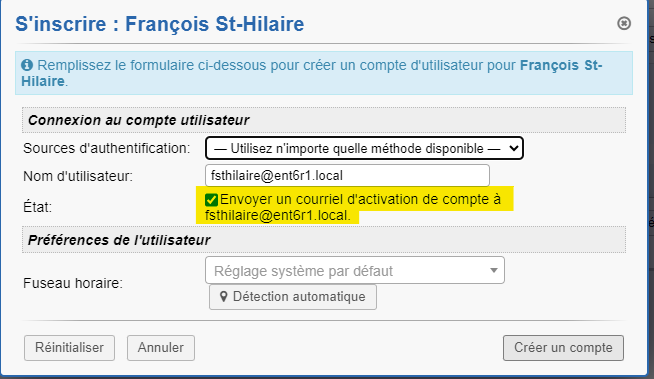 S'inscrire : François St-Hilaire
Remplissez le formulaire ci-dessous pour créer un compte d'utilisateur pour François St-
Hilaire.
Connexion au compte utilisateur
Sources d'authentification: — Utilisez n'importe quelle méthode disponible —
Nom d'utilisateur: fsthilaire@ent6r1.local
État: Envoyer un courriel d'activation de compte à
fsthilaire@ent6r1.local.
Préférences de l'utilisateur
Fuseau horaire: Réglage système par défaut
Détection automatique
Réinitialiser Annuler Créer un compte